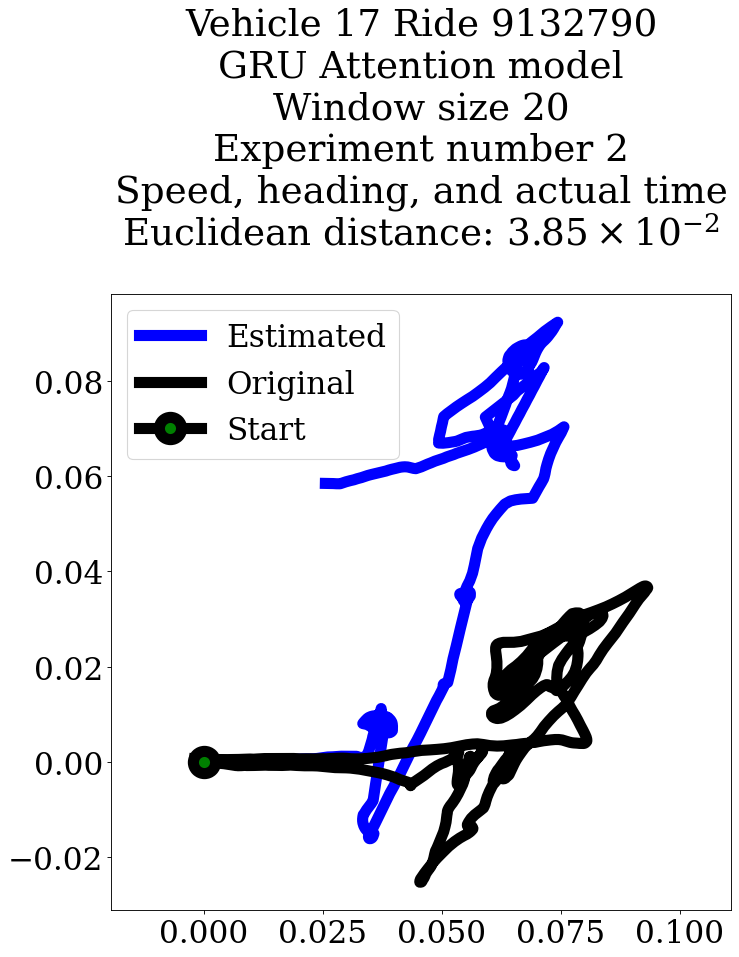 Vehicle 17 Ride 9132790
GRU Attention model
Window size 20
Experiment number 2
Speed, heading, and actual time
Euclidean distance: 3.85 × 10⁻²
Estimated
Original
Start
0.08
0.06
0.04
0.02
0.00
−0.02
0.000 0.025 0.050 0.075 0.100